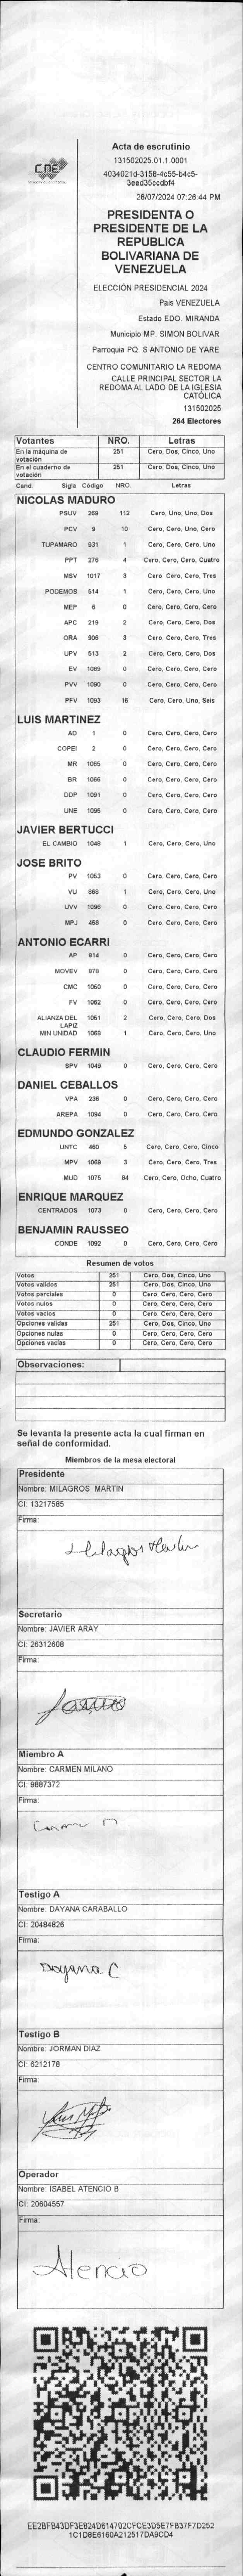 CNE
Acta de escrutinio
131502025.01.1.0001
4034021d-3158-4c55-b4c5-
3eed35ccdbf4
28/07/2024 07:26:44 PM
PRESIDENTA O
PRESIDENTE DE LA
REPUBLICA
BOLIVARIANA DE
VENEZUELA
ELECCIÓN PRESIDENCIAL 2024
País VENEZUELA
Estado EDO. MIRANDA
Municipio MP. SIMON BOLIVAR
Parroquia PQ. S ANTONIO DE YARE
CENTRO COMUNITARIO LA REDOMA
CALLE PRINCIPAL SECTOR LA
REDOMA AL LADO DE LA IGLESIA
CATÓLICA
131502025
264 Electores
Votantes NRO. Letras
En la máquina de votación 251 Cero, Dos, Cinco, Uno
En el cuaderno de votación 251 Cero, Dos, Cinco, Uno
Cand. Sigla Código NRO. Letras
NICOLAS MADURO
PSUV 269 112 Cero, Uno, Uno, Dos
PCV 9 10 Cero, Cero, Uno, Cero
TUPAMARO 931 1 Cero, Cero, Cero, Uno
PPT 276 4 Cero, Cero, Cero, Cuatro
MSV 1017 3 Cero, Cero, Cero, Tres
PODEMOS 514 1 Cero, Cero, Cero, Uno
MEP 6 0 Cero, Cero, Cero, Cero
APC 219 2 Cero, Cero, Cero, Dos
ORA 906 3 Cero, Cero, Cero, Tres
UPV 513 2 Cero, Cero, Cero, Dos
EV 1089 0 Cero, Cero, Cero, Cero
PVV 1090 0 Cero, Cero, Cero, Cero
PFV 1093 16 Cero, Cero, Uno, Seis
LUIS MARTINEZ
AD 1 0 Cero, Cero, Cero, Cero
COPEI 2 0 Cero, Cero, Cero, Cero
MR 1065 0 Cero, Cero, Cero, Cero
BR 1066 0 Cero, Cero, Cero, Cero
DDP 1091 0 Cero, Cero, Cero, Cero
UNE 1095 0 Cero, Cero, Cero, Cero
JAVIER BERTUCCI
EL CAMBIO 1048 1 Cero, Cero, Cero, Uno
JOSE BRITO
PV 1053 0 Cero, Cero, Cero, Cero
VU 868 1 Cero, Cero, Cero, Uno
UVV 1096 0 Cero, Cero, Cero, Cero
MPJ 458 0 Cero, Cero, Cero, Cero
ANTONIO ECARRI
AP 814 0 Cero, Cero, Cero, Cero
MOVEV 979 0 Cero, Cero, Cero, Cero
CMC 1050 0 Cero, Cero, Cero, Cero
FV 1062 0 Cero, Cero, Cero, Cero
ALIANZA DEL LAPIZ 1051 2 Cero, Cero, Cero, Dos
MIN UNIDAD 1068 1 Cero, Cero, Cero, Uno
CLAUDIO FERMIN
SPV 1049 0 Cero, Cero, Cero, Cero
DANIEL CEBALLOS
VPA 236 0 Cero, Cero, Cero, Cero
AREPA 1094 0 Cero, Cero, Cero, Cero
EDMUNDO GONZALEZ
UNTC 460 5 Cero, Cero, Cero, Cinco
MPV 1069 3 Cero, Cero, Cero, Tres
MUD 1075 84 Cero, Cero, Ocho, Cuatro
ENRIQUE MARQUEZ
CENTRADOS 1073 0 Cero, Cero, Cero, Cero
BENJAMIN RAUSSEO
CONDE 1092 0 Cero, Cero, Cero, Cero
Resumen de votos
Votos 251 Cero, Dos, Cinco, Uno
Votos validos 251 Cero, Dos, Cinco, Uno
Votos parciales 0 Cero, Cero, Cero, Cero
Votos nulos 0 Cero, Cero, Cero, Cero
Votos vacios 0 Cero, Cero, Cero, Cero
Opciones validas 251 Cero, Dos, Cinco, Uno
Opciones nulas 0 Cero, Cero, Cero, Cero
Opciones vacias 0 Cero, Cero, Cero, Cero
Observaciones:
Se levanta la presente acta la cual firman en
señal de conformidad.
Miembros de la mesa electoral
Presidente
Nombre: MILAGROS MARTIN
CI: 13217585
Firma:
Milagros Martin
Secretario
Nombre: JAVIER ARAY
CI: 26312608
Firma:
Miembro A
Nombre: CARMEN MILANO
CI: 9887372
Firma:
Carmen M
Testigo A
Nombre: DAYANA CARABALLO
CI: 20484826
Firma:
Dayana C
Testigo B
Nombre: JORMAN DIAZ
CI: 6212178
Firma:
Operador
Nombre: ISABEL ATENCIO B
CI: 20604557
Firma:
Atencio
EE2BFB43DF3E824D614702CFCE3D5E7FB37F7D252
1C1D8E6160A212517DA9CD4